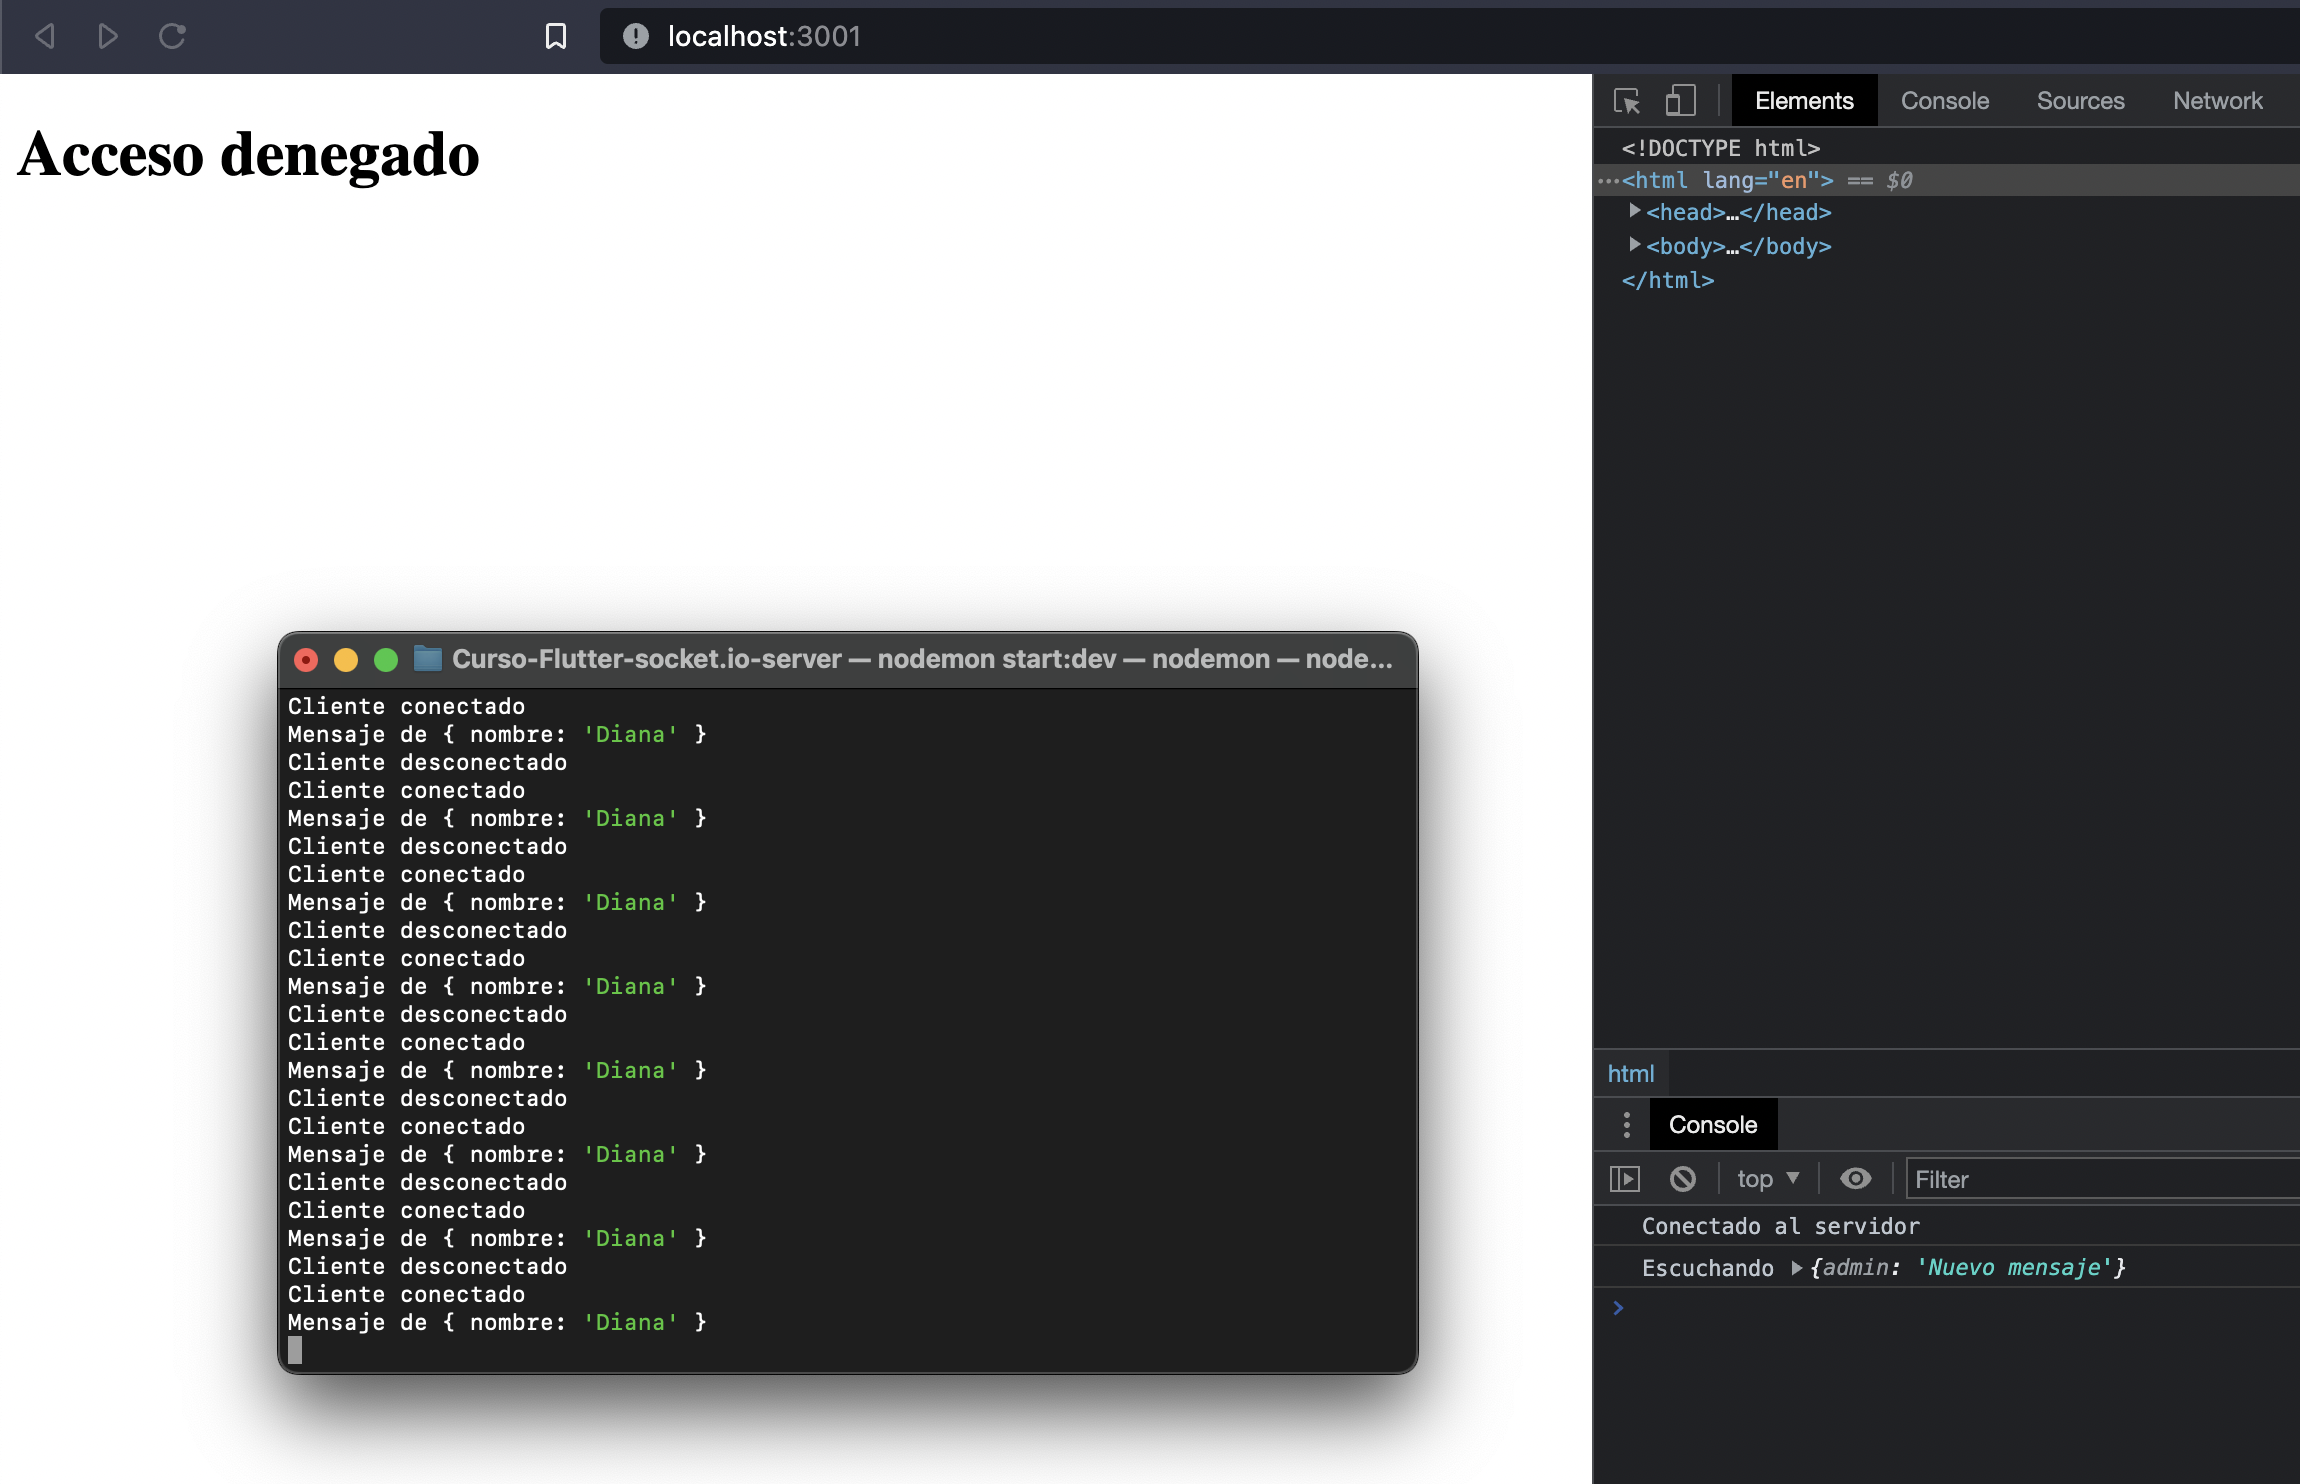 localhost:3001
Acceso denegado
Elements Console Sources Network
<!DOCTYPE html>
…<html lang="en"> == $0
<head>…</head>
<body>…</body>
</html>
Curso-Flutter-socket.io-server — nodemon start:dev — nodemon — node...
Cliente conectado
Mensaje de { nombre: 'Diana' }
Cliente desconectado
Cliente conectado
Mensaje de { nombre: 'Diana' }
Cliente desconectado
Cliente conectado
Mensaje de { nombre: 'Diana' }
Cliente desconectado
Cliente conectado
Mensaje de { nombre: 'Diana' }
Cliente desconectado
Cliente conectado
Mensaje de { nombre: 'Diana' }
Cliente desconectado
Cliente conectado
Mensaje de { nombre: 'Diana' }
Cliente desconectado
Cliente conectado
Mensaje de { nombre: 'Diana' }
Cliente desconectado
Cliente conectado
Mensaje de { nombre: 'Diana' }
html
Console
top Filter
Conectado al servidor
Escuchando {admin: 'Nuevo mensaje'}
>